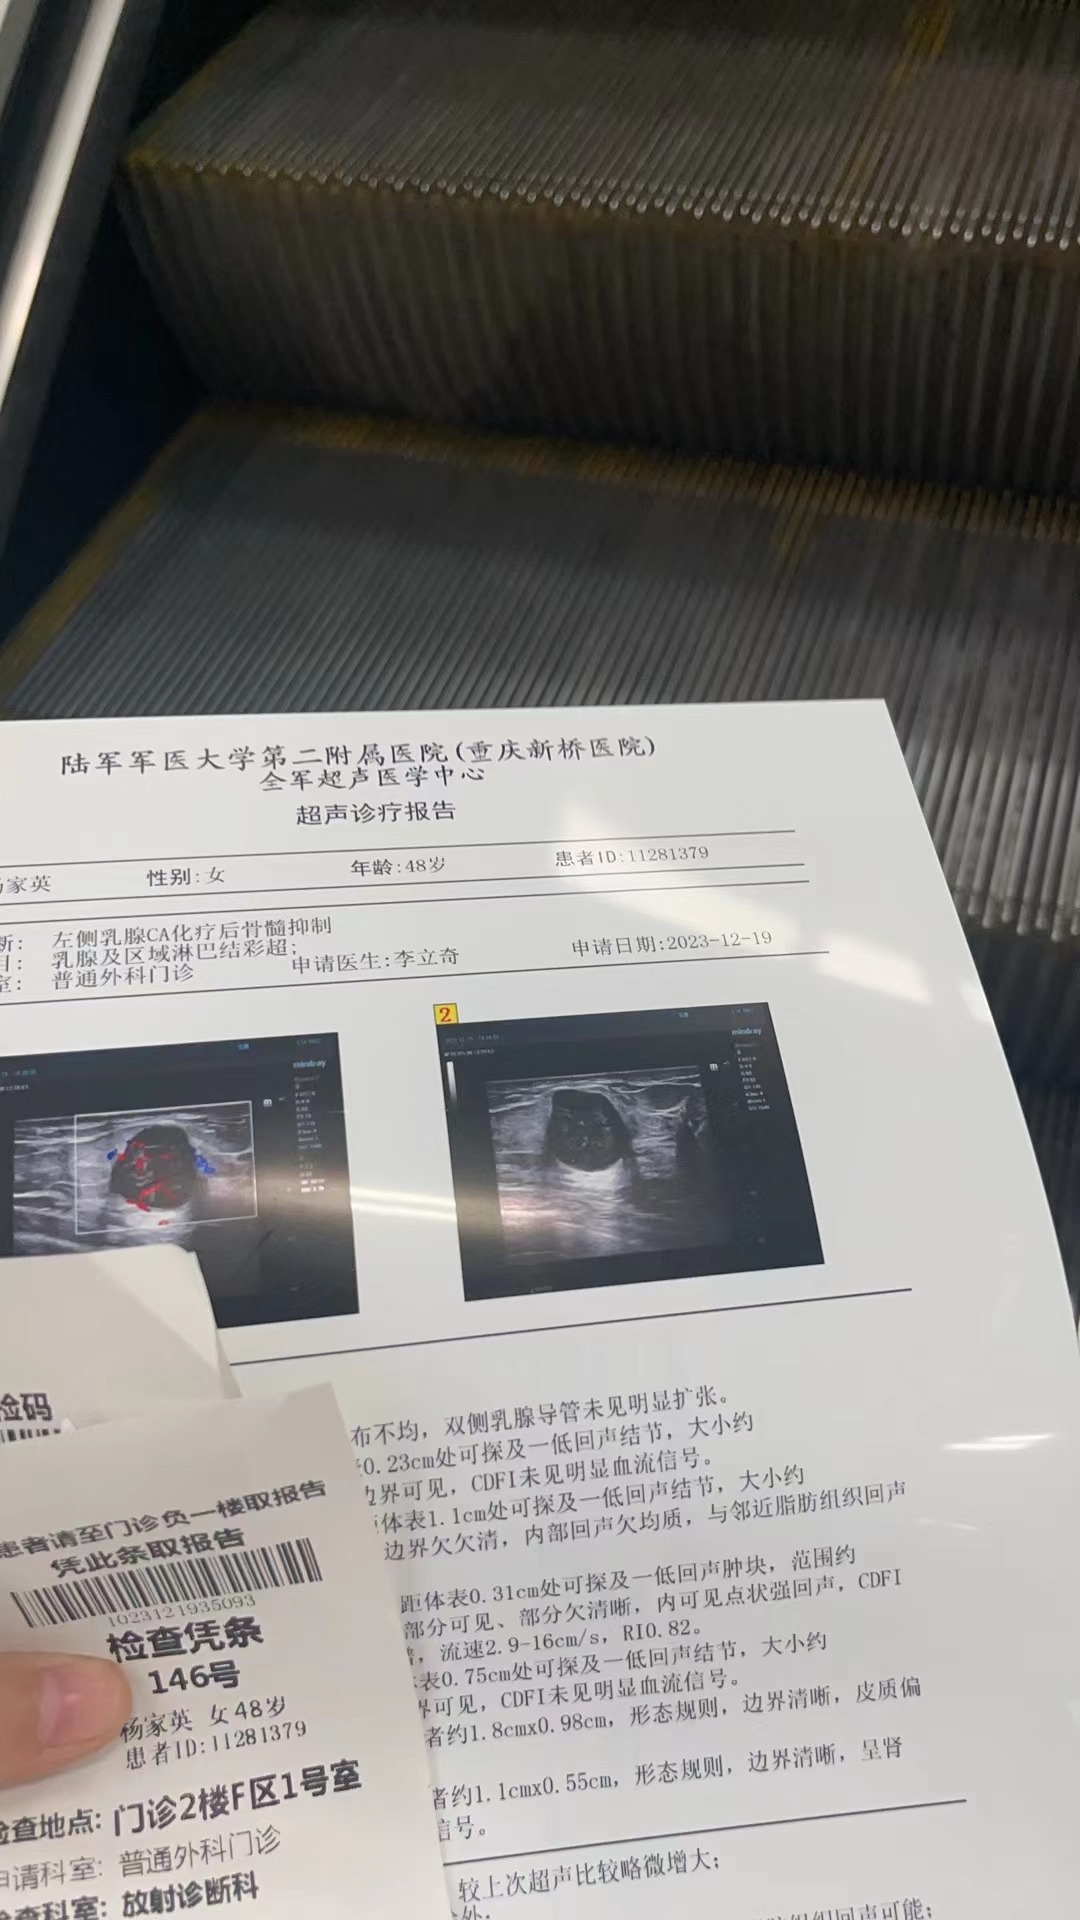 陆军军医大学第二附属医院(重庆新桥医院)
全军超声医学中心
超声诊疗报告
家英 性别:女 年龄:48岁 患者ID:11281379
断: 左侧乳腺CA化疗后骨髓抑制
目: 乳腺及区域淋巴结彩超; 申请医生:李立奇 申请日期:2023-12-19
室: 普通外科门诊
mindray
2
mindray
布不均，双侧乳腺导管未见明显扩张。
0.23cm处可探及一低回声结节，大小约
边界可见，CDFI未见明显血流信号。
体表1.1cm处可探及一低回声结节，大小约
边界欠欠清，内部回声欠均质，与邻近脂肪组织回声
距体表0.31cm处可探及一低回声肿块，范围约
部分可见、部分欠清晰，内可见点状强回声，CDFI
，流速2.9-16cm/s，RI0.82。
表0.75cm处可探及一低回声结节，大小约
界可见，CDFI未见明显血流信号。
者约1.8cmx0.98cm，形态规则，边界清晰，皮质偏
者约1.1cmx0.55cm，形态规则，边界清晰，呈肾
信号。
较上次超声比较略微增大;
组织回声可能;
检码
患者请至门诊负一楼取报告
凭此条取报告
1023121935093
检查凭条
146号
杨家英 女 48岁
患者ID:11281379
检查地点: 门诊2楼F区1号室
申请科室: 普通外科门诊
检查科室: 放射诊断科